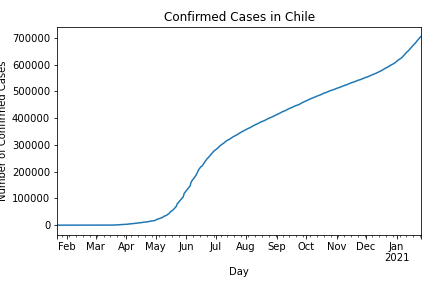 Confirmed Cases in Chile
Number of Confirmed Cases
700000
600000
500000
400000
300000
200000
100000
0
Feb Mar Apr May Jun Jul Aug Sep Oct Nov Dec Jan
2021
Day